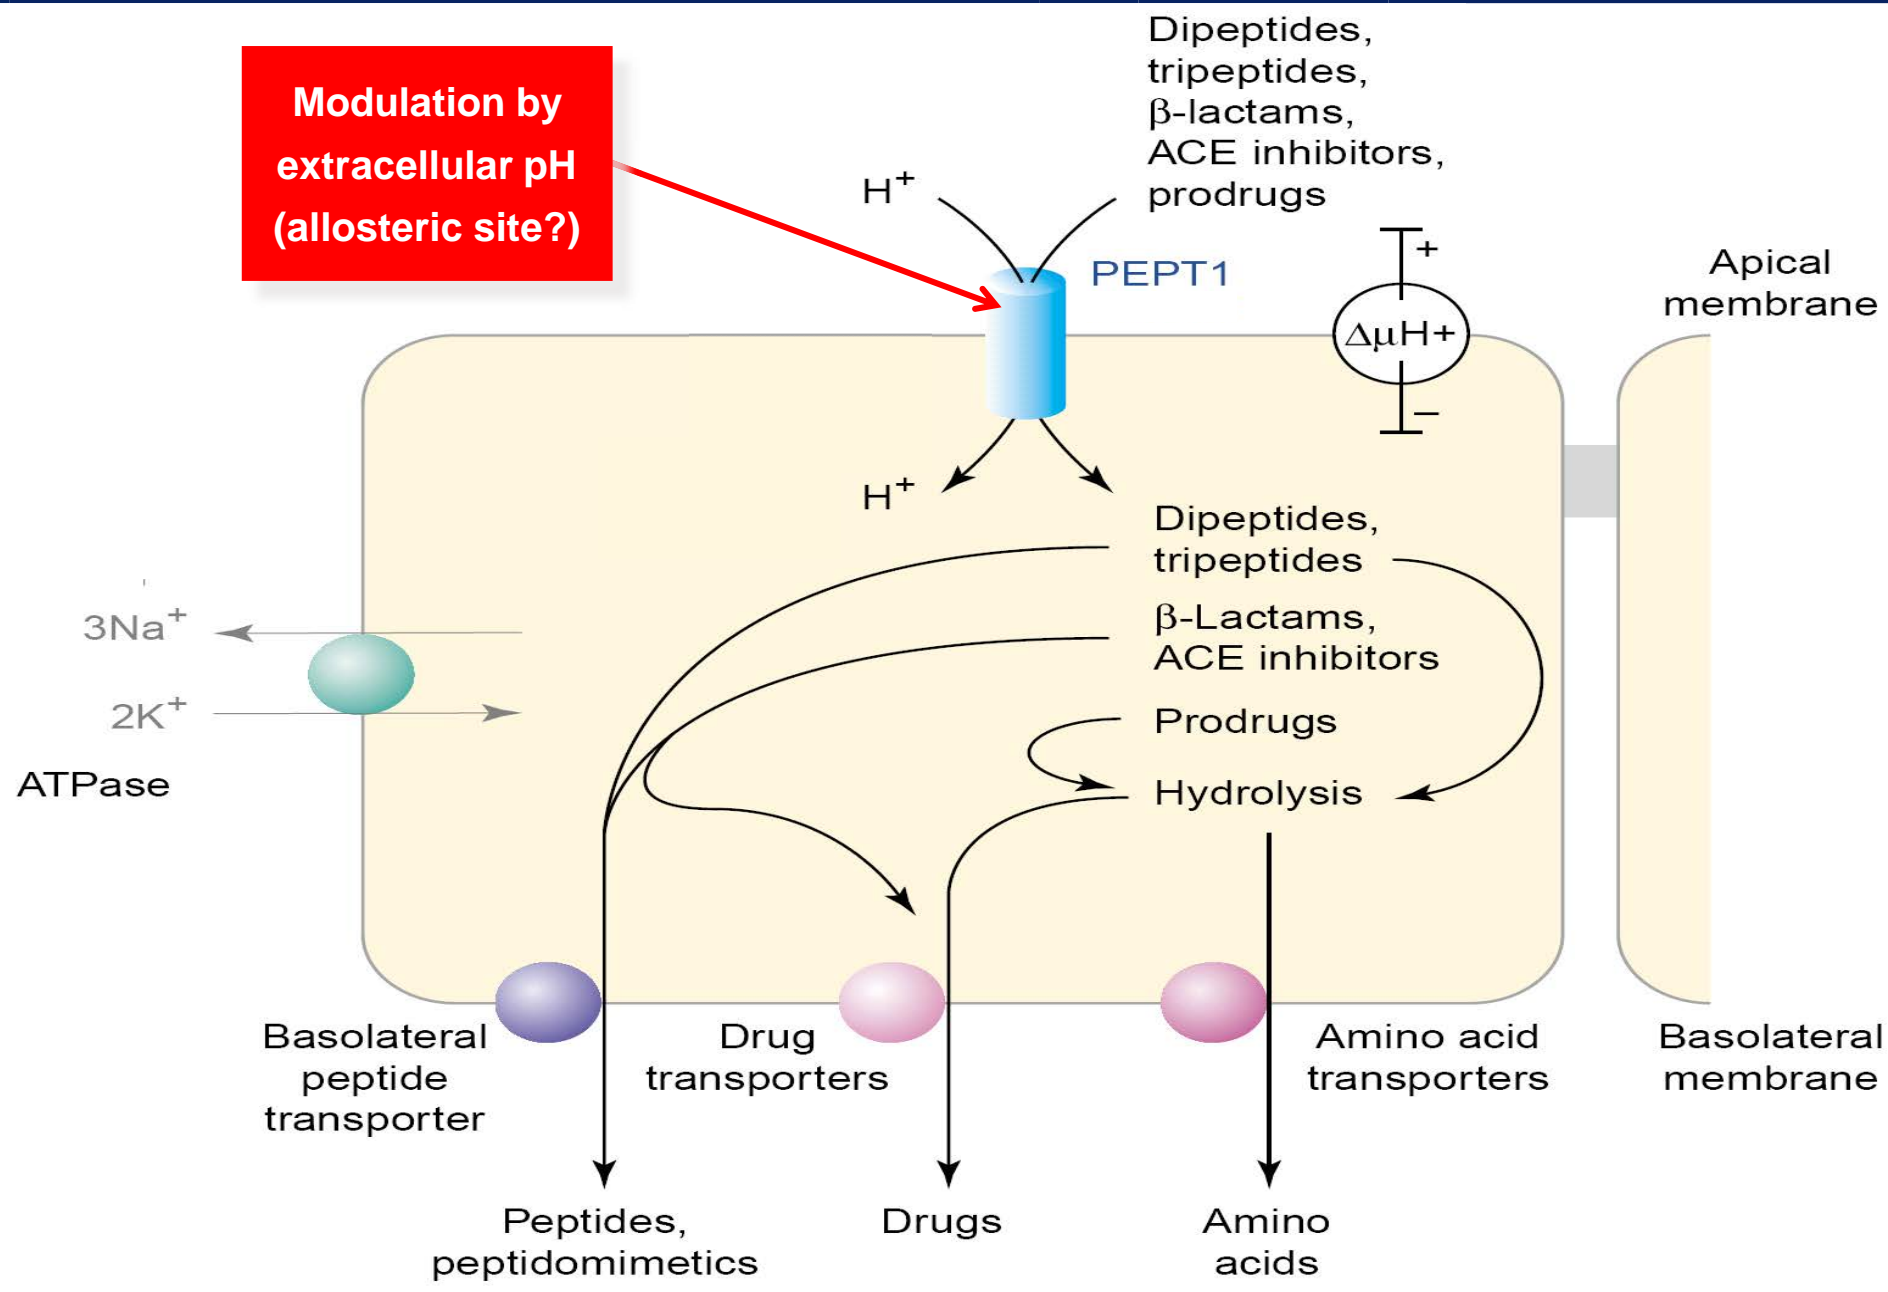 Modulation by
extracellular pH
(allosteric site?)
Dipeptides,
tripeptides,
β-lactams,
ACE inhibitors,
prodrugs
H+
PEPT1
+
ΔμH+
−
Apical
membrane
H+
Dipeptides,
tripeptides
β-Lactams,
ACE inhibitors
Prodrugs
Hydrolysis
3Na+
2K+
ATPase
Basolateral
peptide
transporter
Drug
transporters
Amino acid
transporters
Basolateral
membrane
Peptides,
peptidomimetics
Drugs
Amino
acids